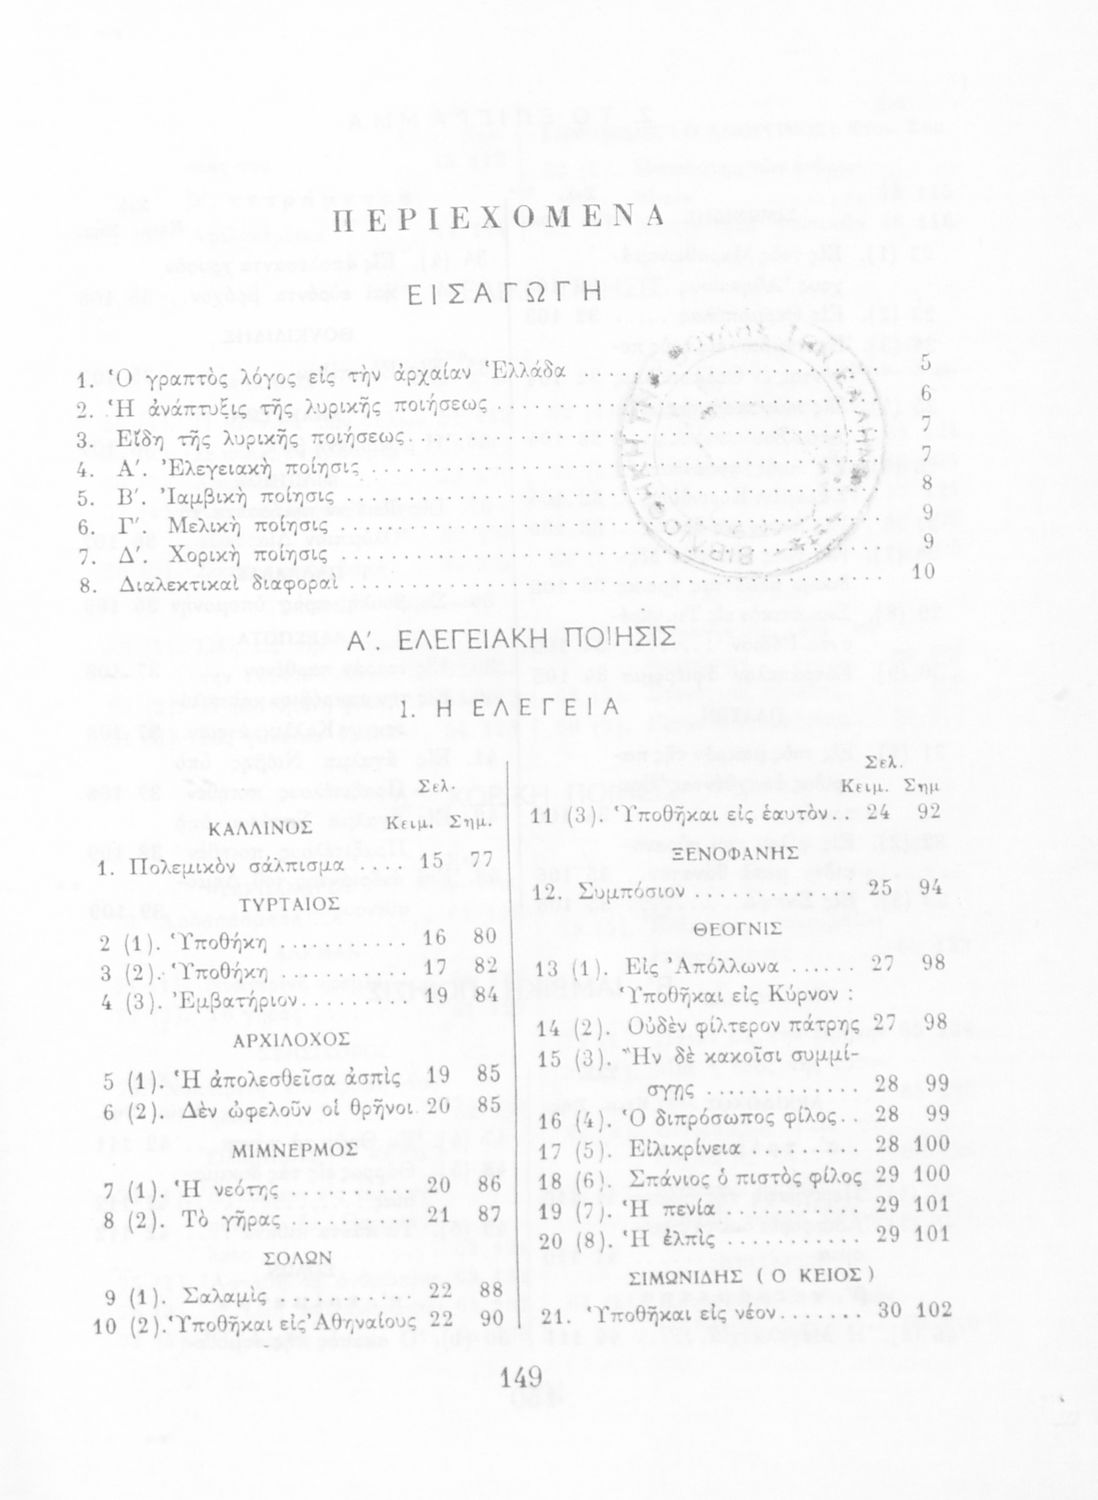 ΠΕΡΙΕΧΟΜΕΝΑ
ΕΙΣΑΓΩΓΗ
1. Ὁ γραπτὸς λόγος εἰς τὴν ἀρχαίαν Ἑλλάδα .................... 5
2. Ἡ ἀνάπτυξις τῆς λυρικῆς ποιήσεως .................... 6
3. Εἴδη τῆς λυρικῆς ποιήσεως .................... 7
4. Α΄. Ἐλεγειακὴ ποίησις .................... 7
5. Β΄. Ἰαμβικὴ ποίησις .................... 8
6. Γ΄. Μελικὴ ποίησις .................... 9
7. Δ΄. Χορικὴ ποίησις .................... 9
8. Διαλεκτικαὶ διαφοραὶ .................... 10
Α΄. ΕΛΕΓΕΙΑΚΗ ΠΟΙΗΣΙΣ
1. Η ΕΛΕΓΕΙΑ
Σελ.
ΚΑΛΛΙΝΟΣ Κειμ. Σημ.
1. Πολεμικὸν σάλπισμα .... 15 77
ΤΥΡΤΑΙΟΣ
2 (1). Ὑποθήκη ........... 16 80
3 (2). Ὑποθήκη ........... 17 82
4 (3). Ἐμβατήριον ......... 19 84
ΑΡΧΙΛΟΧΟΣ
5 (1). Ἡ ἀπολεσθεῖσα ἀσπὶς 19 85
6 (2). Δὲν ὠφελοῦν οἱ θρῆνοι. 20 85
ΜΙΜΝΕΡΜΟΣ
7 (1). Ἡ νεότης ........... 20 86
8 (2). Τὸ γῆρας ........... 21 87
ΣΟΛΩΝ
9 (1). Σαλαμὶς ............ 22 88
10 (2). Ὑποθῆκαι εἰς Ἀθηναίους 22 90
Σελ.
Κειμ. Σημ
11 (3). Ὑποθῆκαι εἰς ἑαυτὸν.. 24 92
ΞΕΝΟΦΑΝΗΣ
12. Συμπόσιον .............. 25 94
ΘΕΟΓΝΙΣ
13 (1). Εἰς Ἀπόλλωνα ...... 27 98
Ὑποθῆκαι εἰς Κύρνον :
14 (2). Οὐδὲν φίλτερον πάτρης 27 98
15 (3). Ἢν δὲ κακοῖσι συμμί-
σγῃς .............. 28 99
16 (4). Ὁ διπρόσωπος φίλος.. 28 99
17 (5). Εἰλικρίνεια .......... 28 100
18 (6). Σπάνιος ὁ πιστὸς φίλος 29 100
19 (7). Ἡ πενία ............ 29 101
20 (8). Ἡ ἐλπὶς ............ 29 101
ΣΙΜΩΝΙΔΗΣ ( Ο ΚΕΙΟΣ )
21. Ὑποθῆκαι εἰς νέον ....... 30 102
149